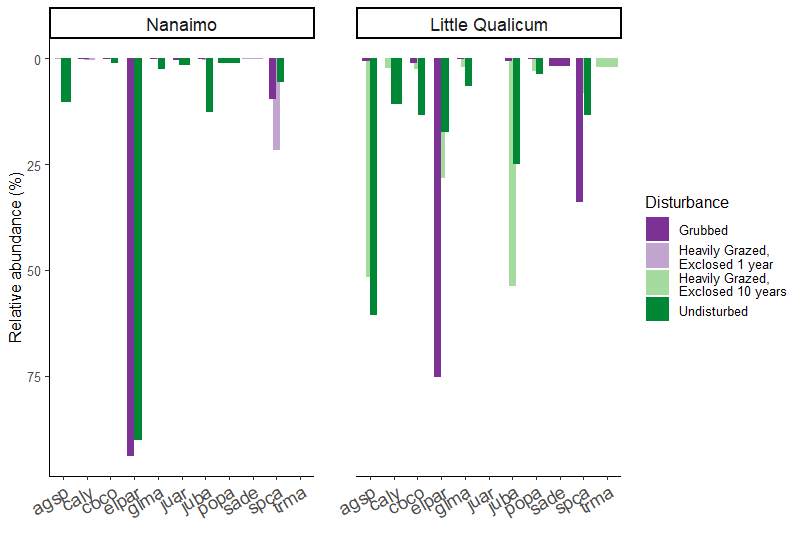 Nanaimo
Little Qualicum
Relative abundance (%)
0
25
50
75
agsp
caly
coco
elpar
glma
juar
juba
popa
sade
spca
trma
agsp
caly
coco
elpar
glma
juar
juba
popa
sade
spca
trma
Disturbance
Grubbed
Heavily Grazed,
Exclosed 1 year
Heavily Grazed,
Exclosed 10 years
Undisturbed